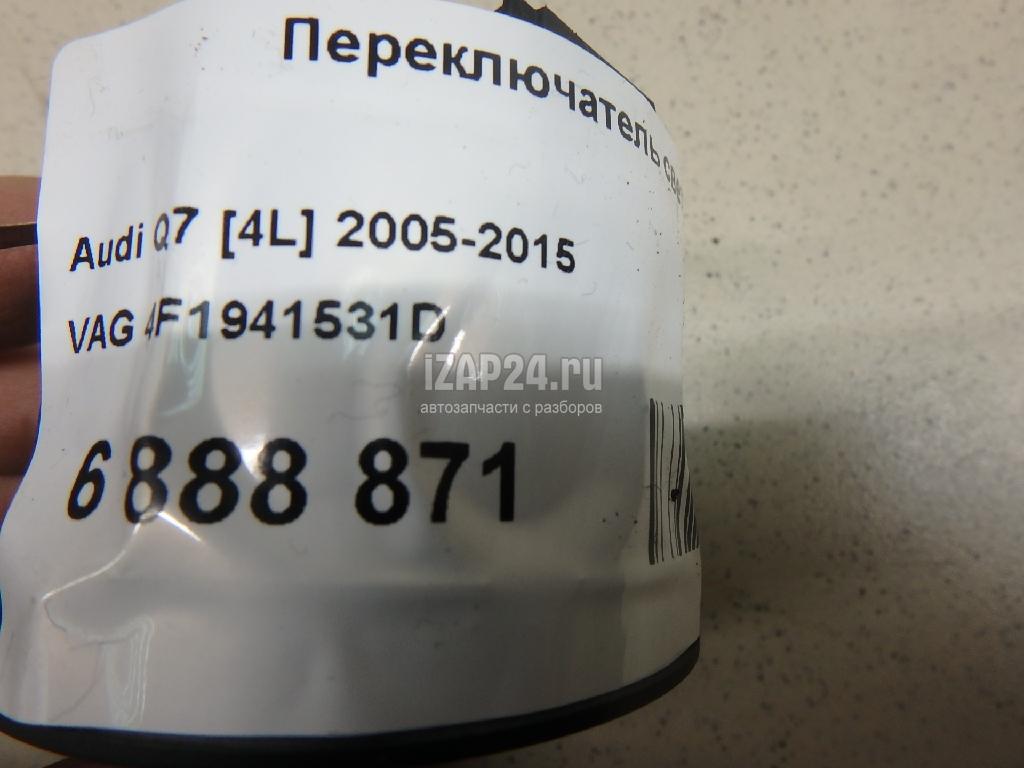 Переключатель
Audi Q7 [4L] 2005-2015
VAG 4F1941531D
iZAP24.ru
автозапчасти с разборов
6888 871